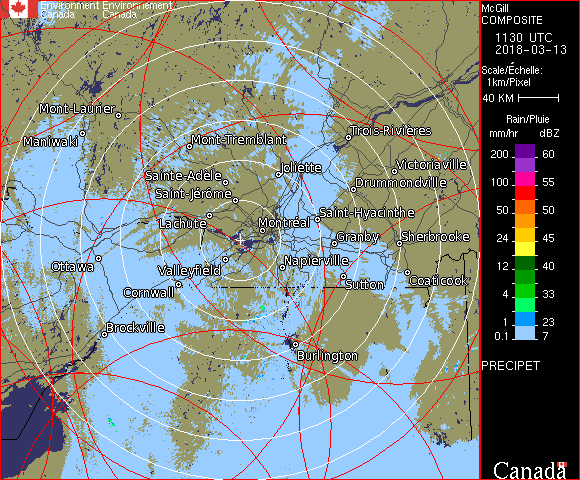 Environment Environnement
Canada Canada
McGill
COMPOSITE
1130 UTC
2018-03-13
Scale/Échelle:
1km/Pixel
40 KM
Rain/Pluie
mm/hr dBZ
200 60
100 55
50 50
24 45
12 40
4 33
1 23
0.1 7
PRECIPET
Canada
Mont-Laurier
Maniwaki
Mont-Tremblant
Trois-Rivières
Joliette
Victoriaville
Sainte-Adèle
Drummondville
Saint-Jérôme
Saint-Hyacinthe
Lachute
Montréal
Granby
Sherbrooke
Ottawa
Valleyfield
Napierville
Sutton
Coaticook
Cornwall
Brockville
Burlington